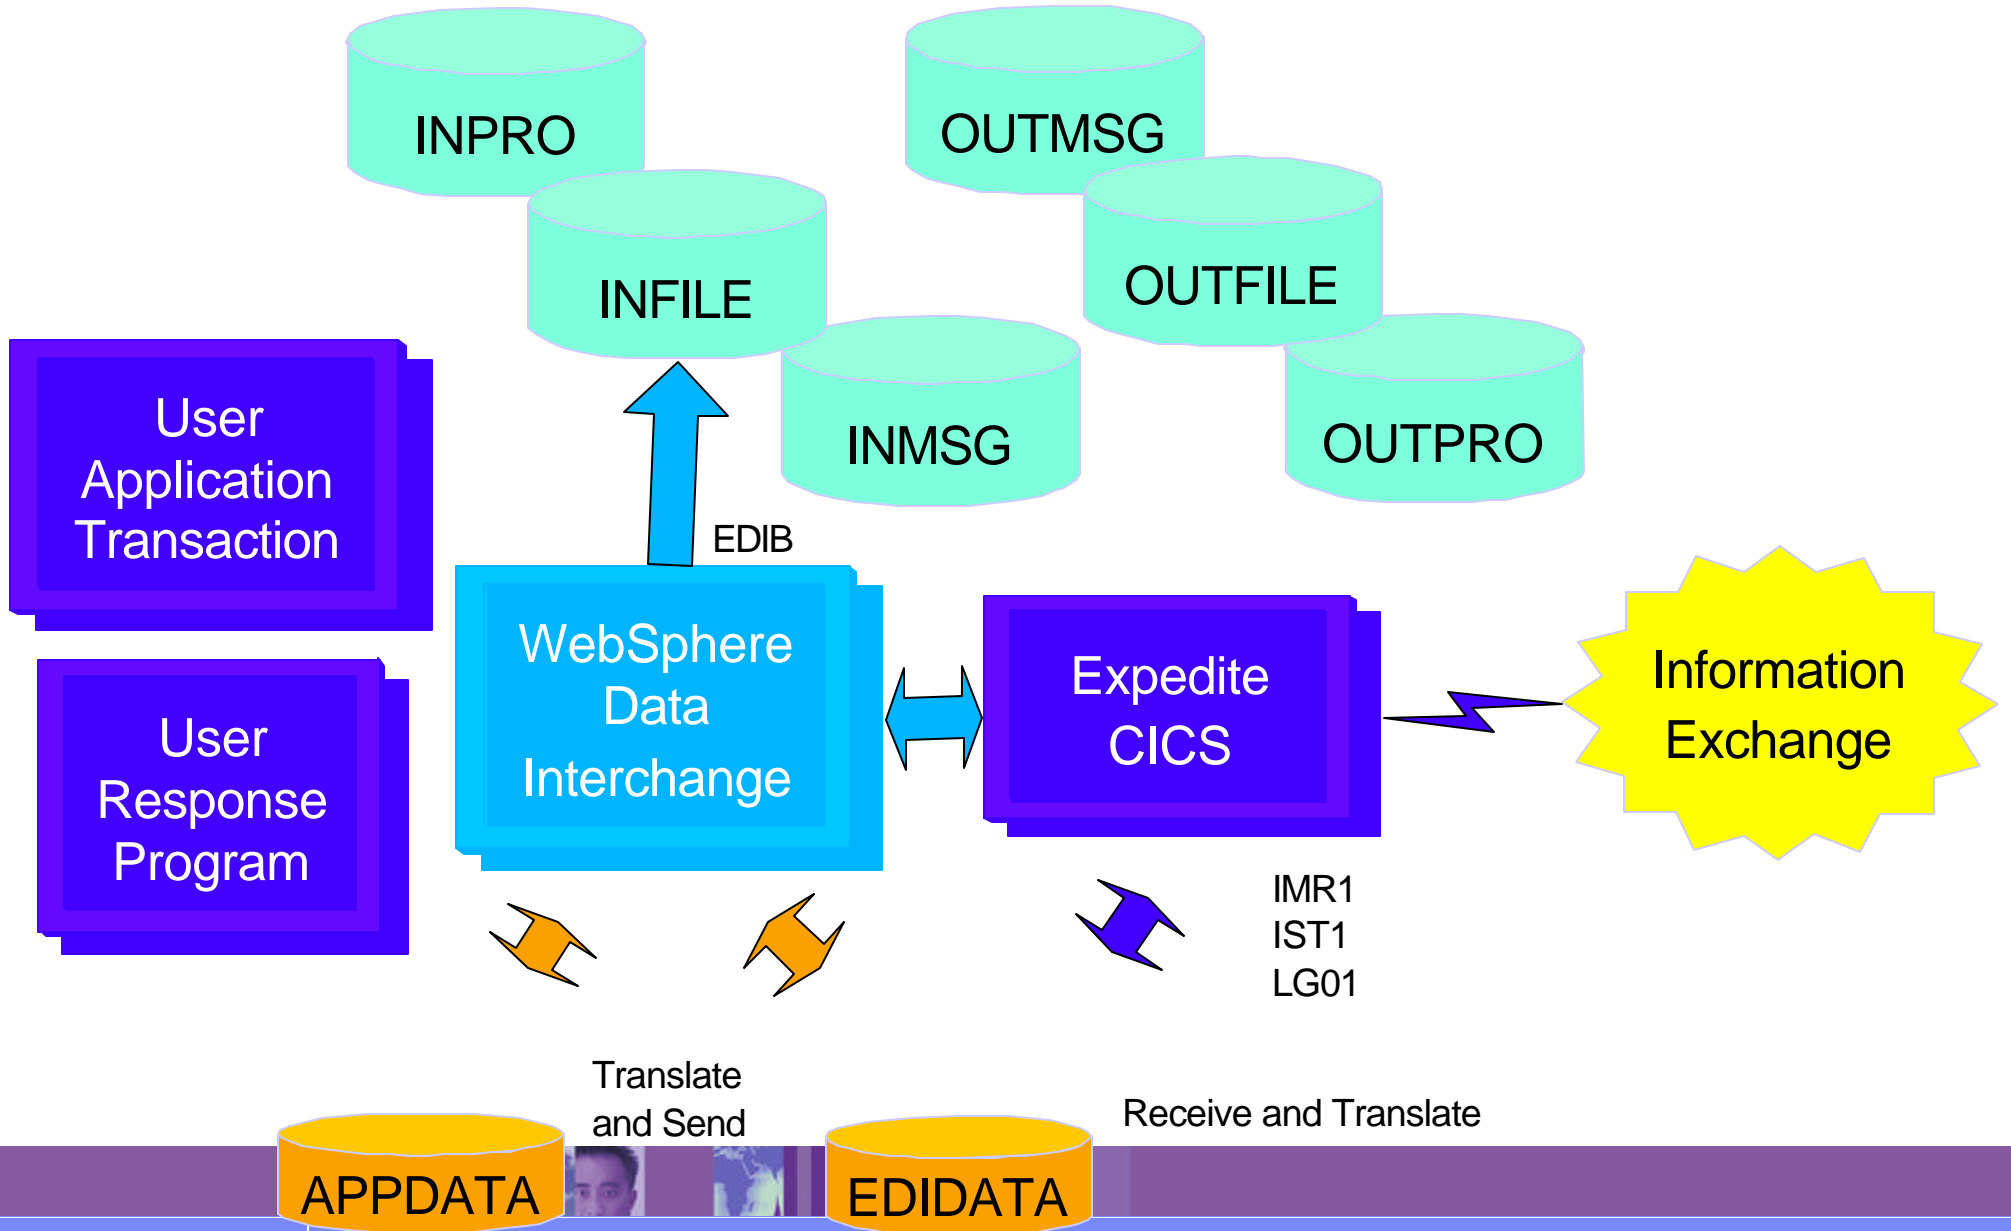 INPRO
OUTMSG
INFILE
OUTFILE
INMSG
OUTPRO
User
Application
Transaction
EDIB
WebSphere
Data
Interchange
Expedite
CICS
Information
Exchange
User
Response
Program
IMR1
IST1
LG01
Translate
and Send
Receive and Translate
APPDATA
EDIDATA